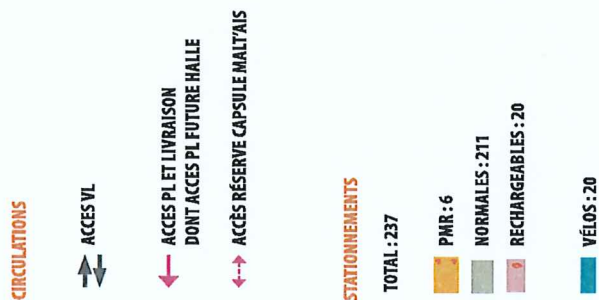 CIRCULATIONS
ACCES VL
ACCES PL ET LIVRAISON
DONT ACCES PL FUTURE HALLE
ACCÈS RÉSERVE CAPSULE MALT'AIS
STATIONNEMENTS
TOTAL : 237
PMR : 6
NORMALES : 211
RECHARGEABLES : 20
VÉLOS : 20